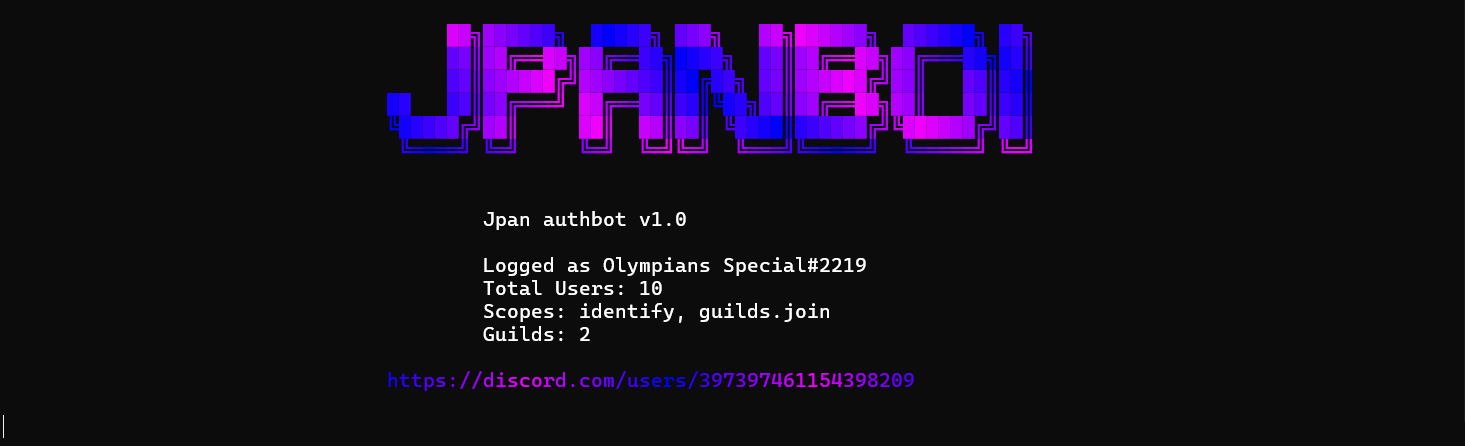 JPANBOI
Jpan authbot v1.0
Logged as Olympians Special#2219
Total Users: 10
Scopes: identify, guilds.join
Guilds: 2
https://discord.com/users/397397461154398209